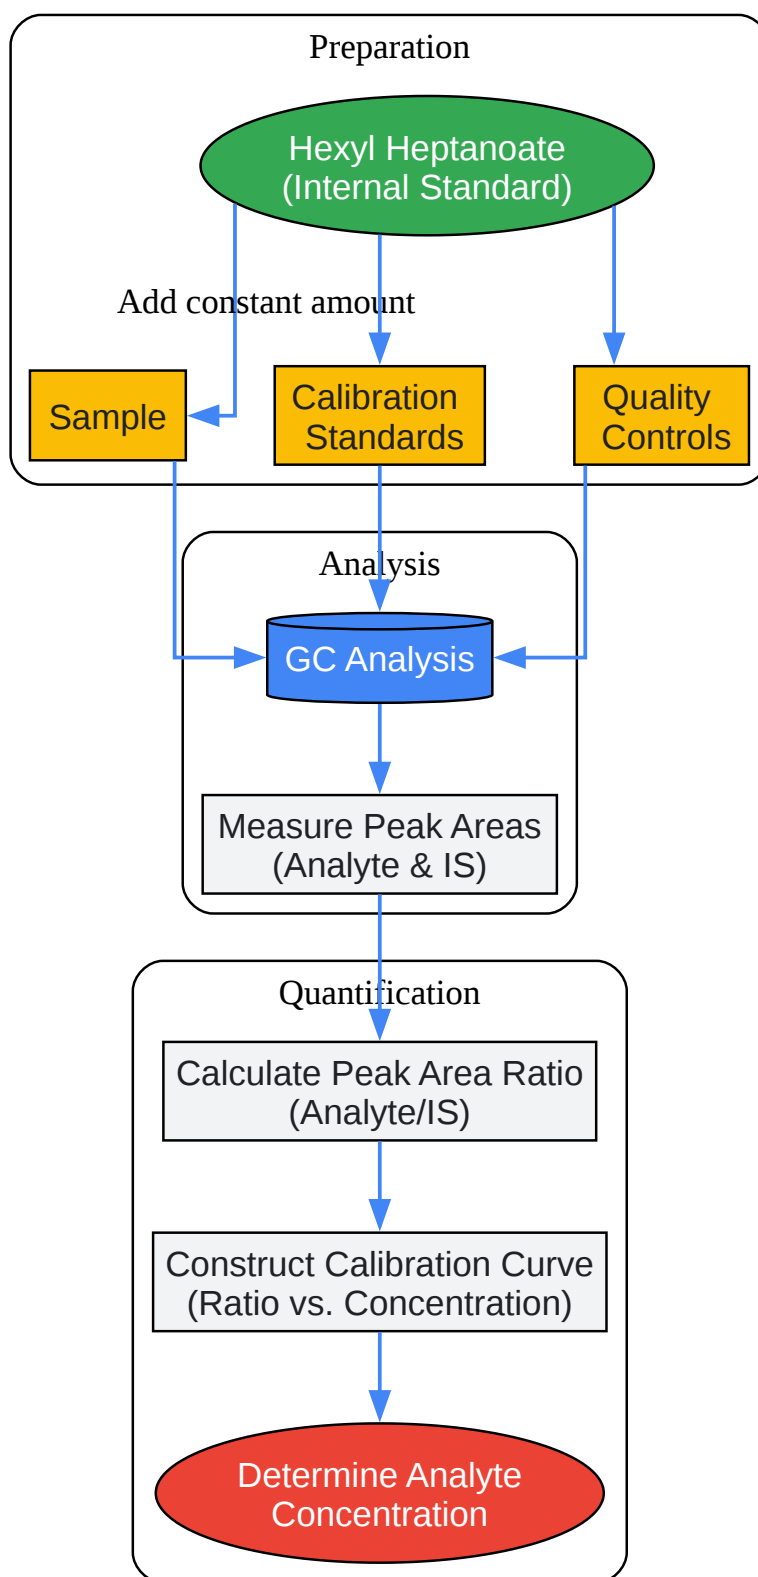 Preparation
Hexyl Heptanoate
(Internal Standard)
Add constant amount
Sample
Calibration
Standards
Quality
Controls
Analysis
GC Analysis
Measure Peak Areas
(Analyte & IS)
Quantification
Calculate Peak Area Ratio
(Analyte/IS)
Construct Calibration Curve
(Ratio vs. Concentration)
Determine Analyte
Concentration